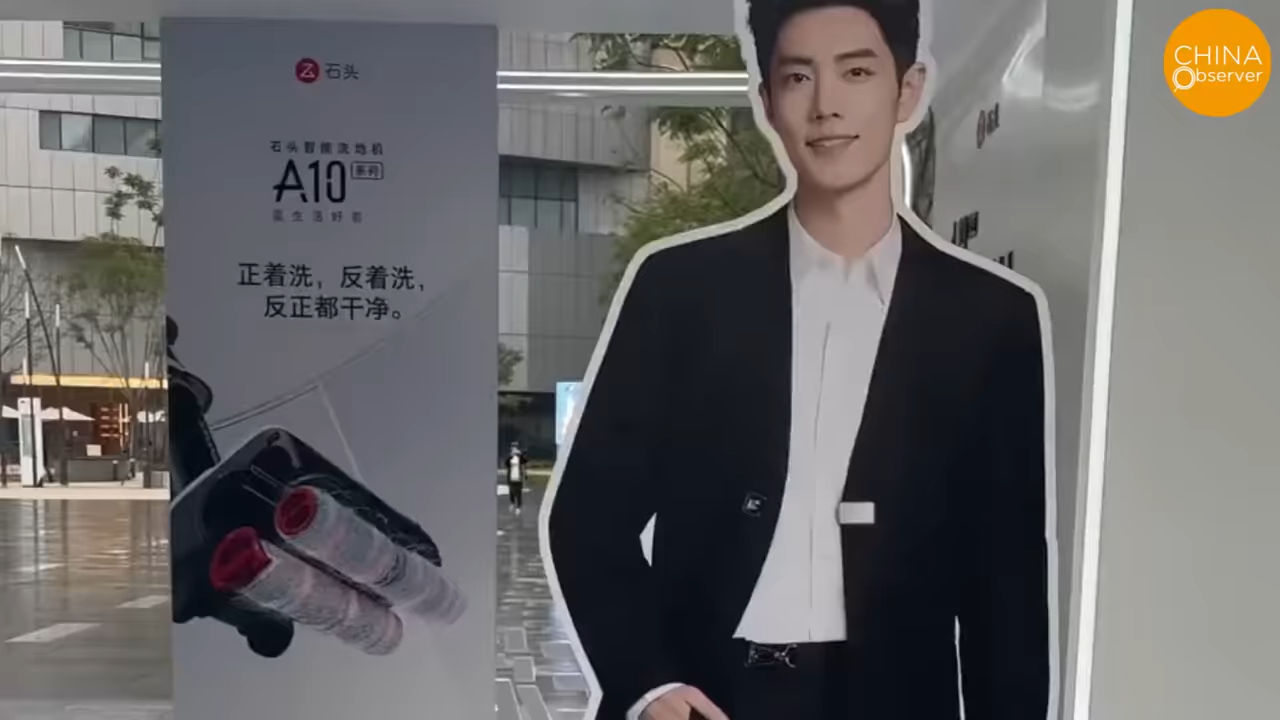 石头
石头智能洗地机
A10 系列
正着洗，反着洗，
反正都干净。
CHINA
Observer